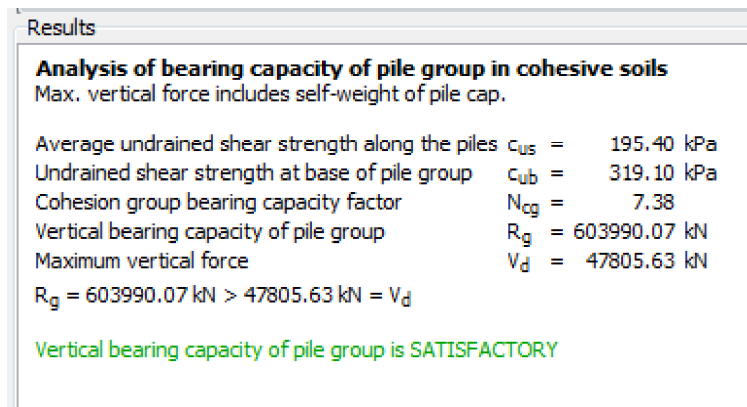 Results
Analysis of bearing capacity of pile group in cohesive soils
Max. vertical force includes self-weight of pile cap.
Average undrained shear strength along the piles cus = 195.40 kPa
Undrained shear strength at base of pile group cub = 319.10 kPa
Cohesion group bearing capacity factor Ncg = 7.38
Vertical bearing capacity of pile group Rg = 603990.07 kN
Maximum vertical force Vd = 47805.63 kN
Rg = 603990.07 kN > 47805.63 kN = Vd
Vertical bearing capacity of pile group is SATISFACTORY